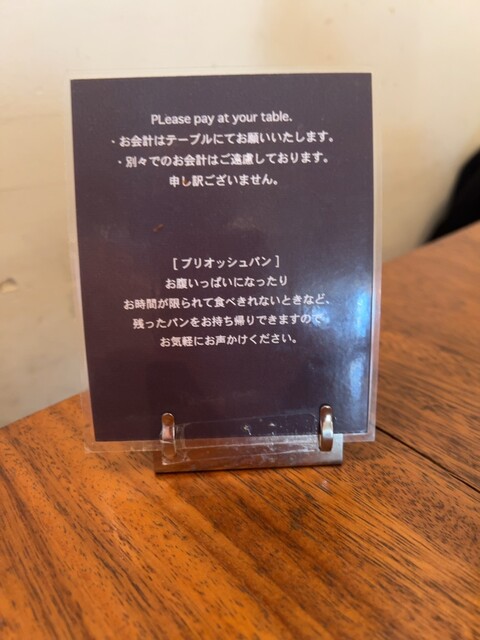 PLease pay at your table.
・お会計はテーブルにてお願いいたします。
・別々でのお会計はご遠慮しております。
申し訳ございません。
[ブリオッシュパン]
お腹いっぱいになったり
お時間が限られて食べきれないときなど、
残ったパンをお持ち帰りできますので
お気軽にお声かけください。